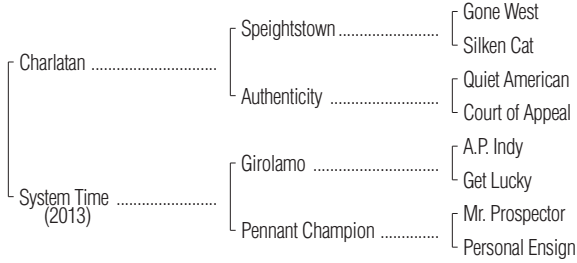 Gone West
Speightstown
Silken Cat
Charlatan
Quiet American
Authenticity
Court of Appeal
A.P. Indy
Girolamo
Get Lucky
System Time
(2013)
Mr. Prospector
Pennant Champion
Personal Ensign